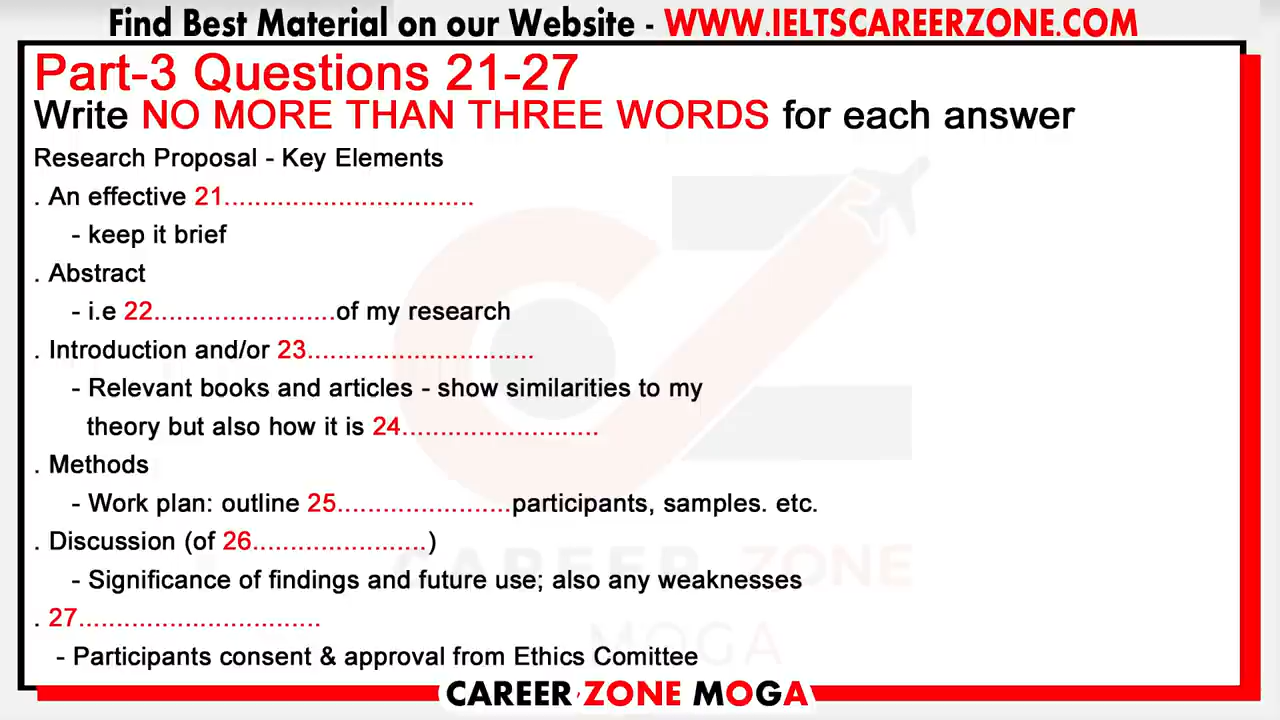 Find Best Material on our Website - WWW.IELTSCAREERZONE.COM
Part-3 Questions 21-27
Write NO MORE THAN THREE WORDS for each answer
Research Proposal - Key Elements
. An effective 21.................................
- keep it brief
. Abstract
- i.e 22........................of my research
. Introduction and/or 23..............................
- Relevant books and articles - show similarities to my
theory but also how it is 24..........................
. Methods
- Work plan: outline 25.......................participants, samples. etc.
. Discussion (of 26.......................)
- Significance of findings and future use; also any weaknesses
CAREER ZONE
. 27................................
MOGA
- Participants consent & approval from Ethics Comittee
CAREER ZONE MOGA